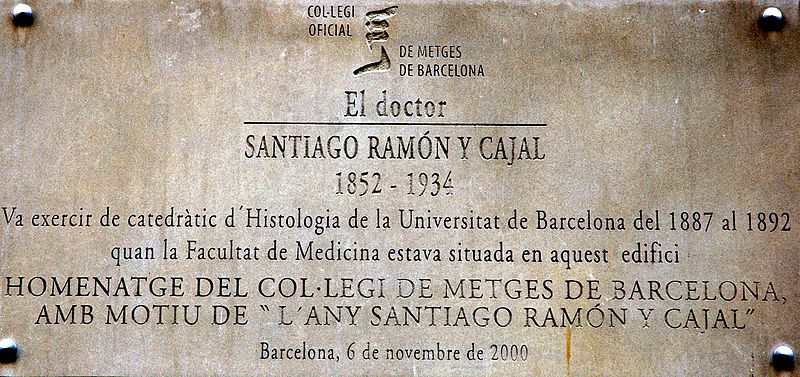 COL·LEGI
OFICIAL
DE METGES
DE BARCELONA
El doctor
SANTIAGO RAMÓN Y CAJAL
1852 - 1934
Va exercir de catedràtic d´Histologia de la Universitat de Barcelona del 1887 al 1892
quan la Facultat de Medicina estava situada en aquest edifici
HOMENATGE DEL COL·LEGI DE METGES DE BARCELONA,
AMB MOTIU DE “L´ANY SANTIAGO RAMÓN Y CAJAL”
Barcelona, 6 de novembre de 2000